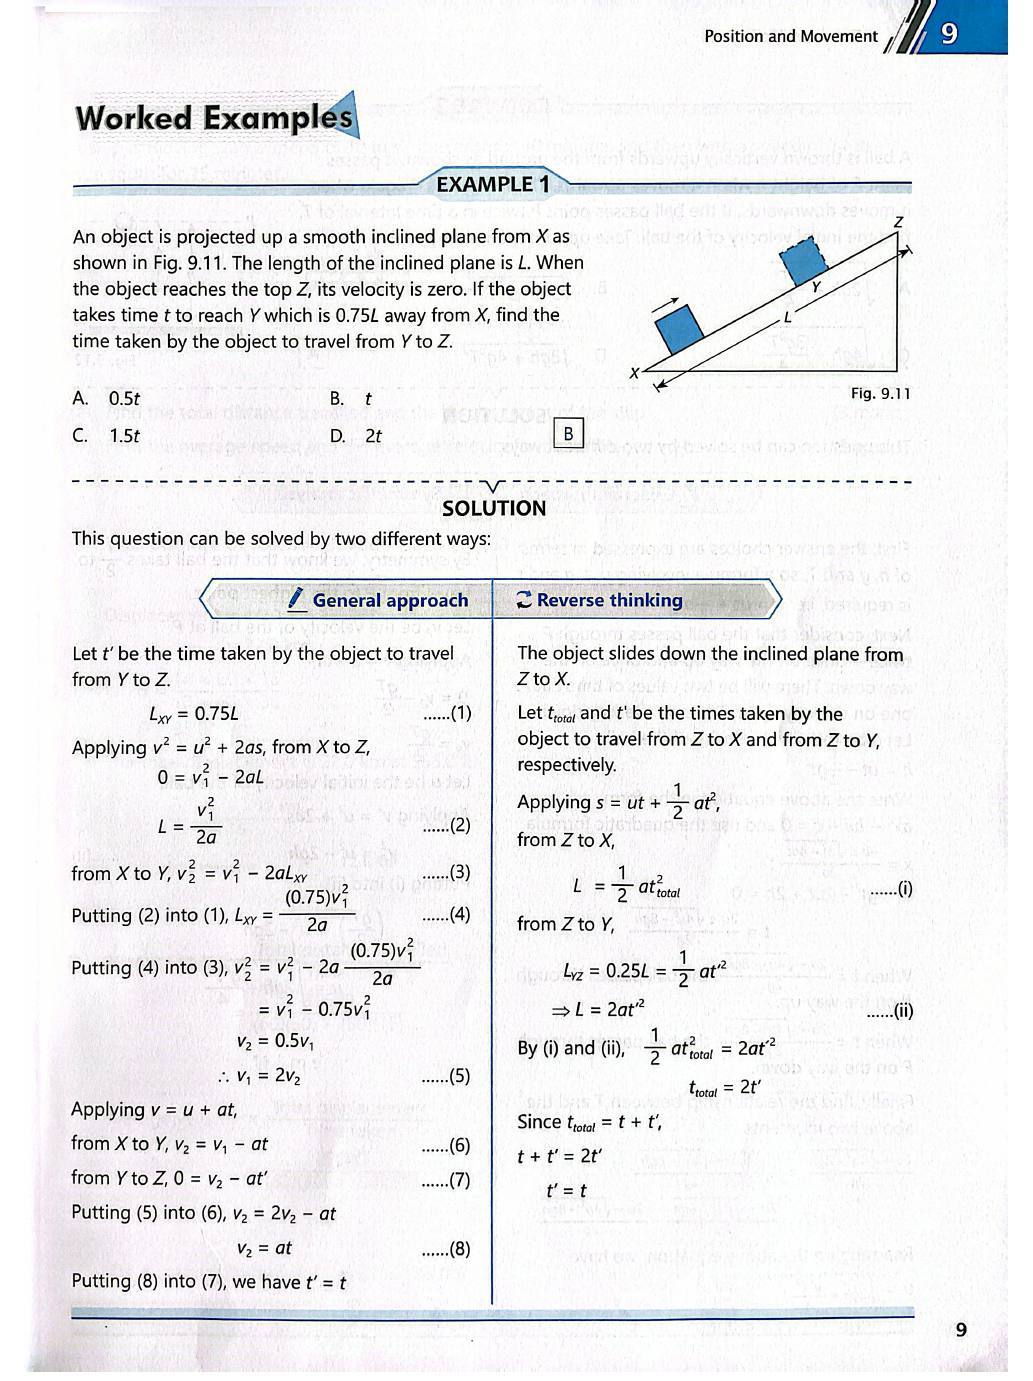 Position and Movement 9
Worked Examples
EXAMPLE 1
An object is projected up a smooth inclined plane from X as
shown in Fig. 9.11. The length of the inclined plane is L. When
the object reaches the top Z, its velocity is zero. If the object
takes time t to reach Y which is 0.75L away from X, find the
time taken by the object to travel from Y to Z.
Z
Y
L
X
Fig. 9.11
A. 0.5t B. t
C. 1.5t D. 2t B
SOLUTION
This question can be solved by two different ways:
General approach
Let t' be the time taken by the object to travel
from Y to Z.
L_XY = 0.75L ......(1)
Applying v² = u² + 2as, from X to Z,
0 = v₁² − 2aL
L = v₁²/2a ......(2)
from X to Y, v₂² = v₁² − 2aL_XY ......(3)
Putting (2) into (1), L_XY = (0.75)v₁²/2a ......(4)
Putting (4) into (3), v₂² = v₁² − 2a (0.75)v₁²/2a
= v₁² − 0.75v₁²
v₂ = 0.5v₁
∴ v₁ = 2v₂ ......(5)
Applying v = u + at,
from X to Y, v₂ = v₁ − at ......(6)
from Y to Z, 0 = v₂ − at' ......(7)
Putting (5) into (6), v₂ = 2v₂ − at
v₂ = at ......(8)
Putting (8) into (7), we have t' = t
Reverse thinking
The object slides down the inclined plane from
Z to X.
Let t_total and t' be the times taken by the
object to travel from Z to X and from Z to Y,
respectively.
Applying s = ut + 1/2 at²,
from Z to X,
L = 1/2 at²_total ......(i)
from Z to Y,
L_YZ = 0.25L = 1/2 at'²
⇒ L = 2at'² ......(ii)
By (i) and (ii), 1/2 at²_total = 2at'²
t_total = 2t'
Since t_total = t + t',
t + t' = 2t'
t' = t
9